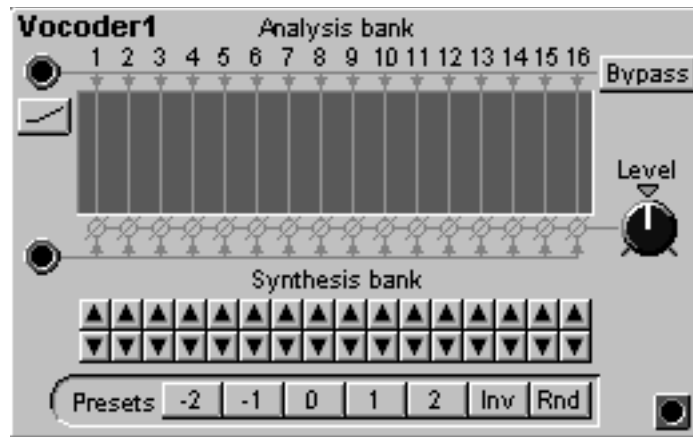 Vocoder1
Analysis bank
1 2 3 4 5 6 7 8 9 10 11 12 13 14 15 16
Bypass
Level
Synthesis bank
Presets -2 -1 0 1 2 Inv Rnd